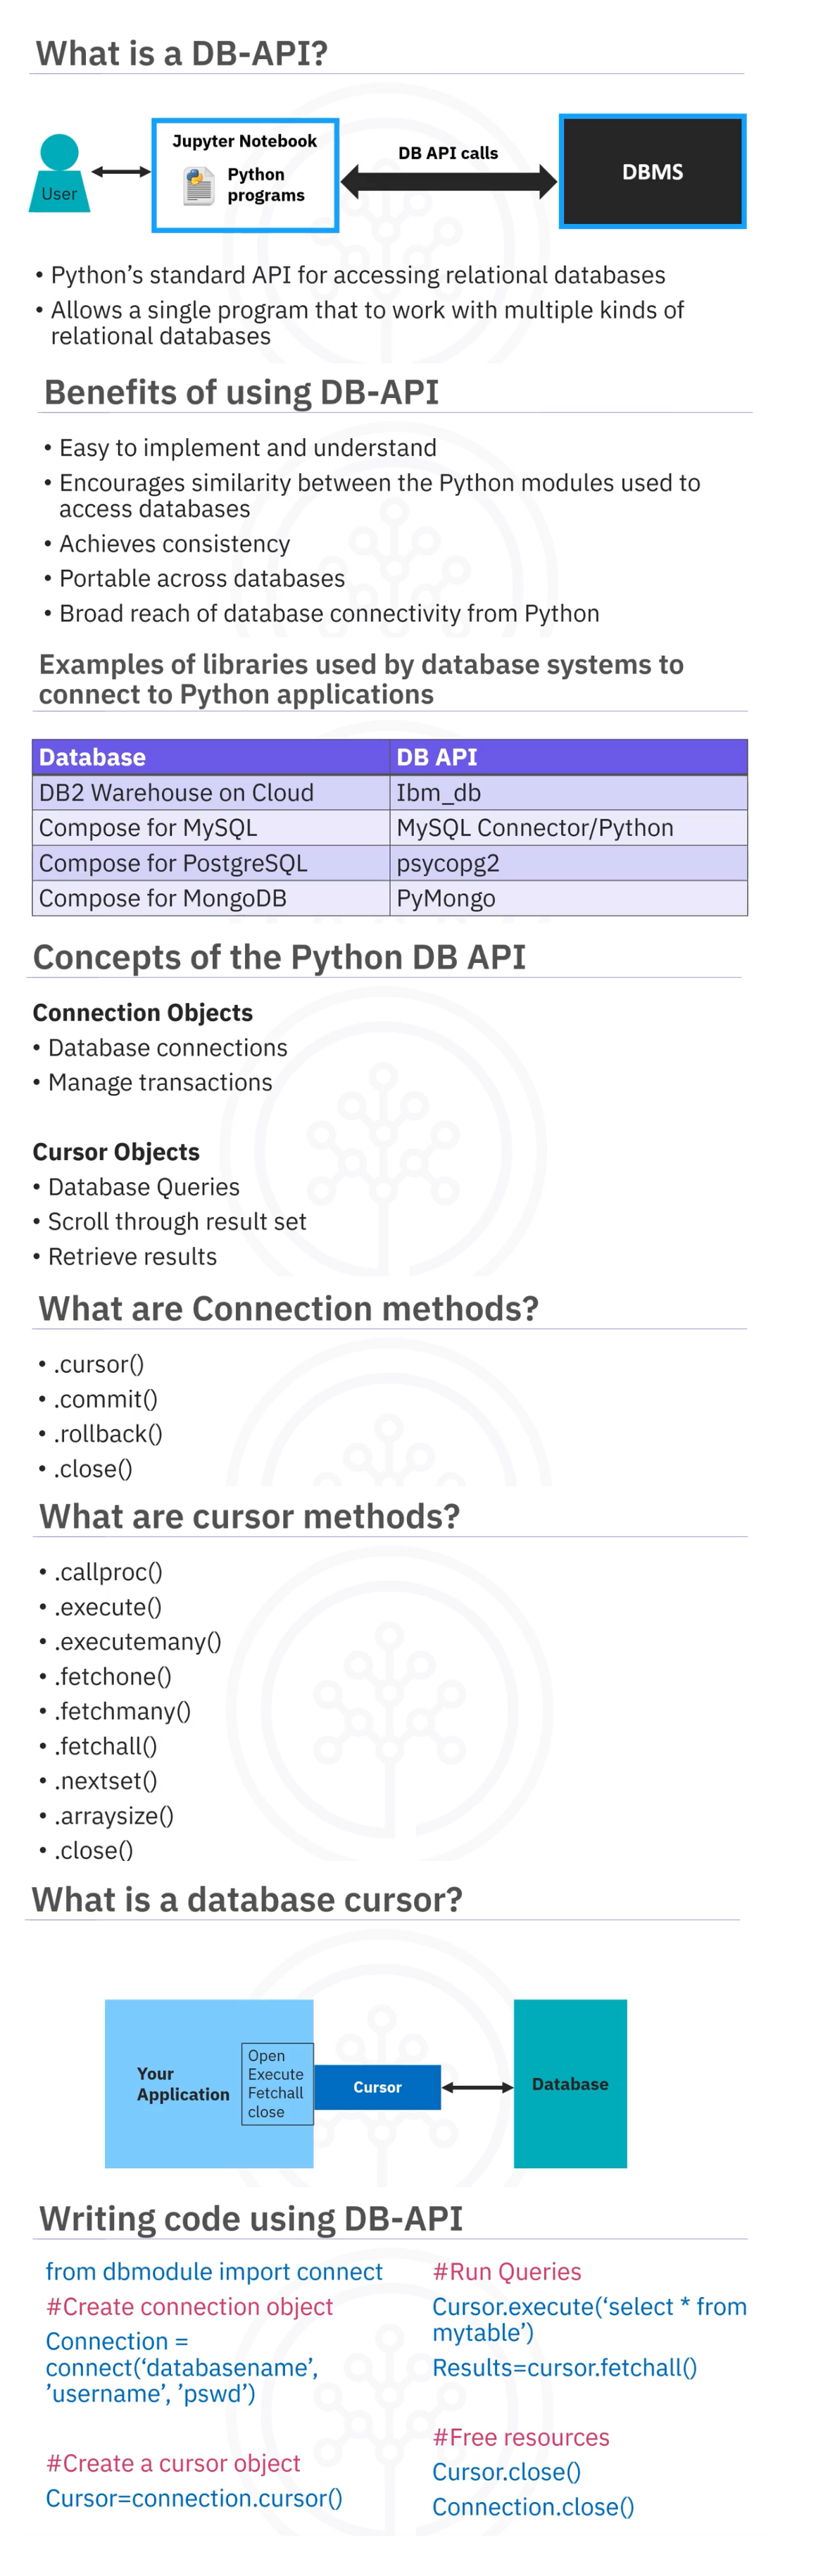 What is a DB-API?
User
Jupyter Notebook
Python
programs
DB API calls
DBMS
• Python’s standard API for accessing relational databases
• Allows a single program that to work with multiple kinds of
relational databases
Benefits of using DB-API
• Easy to implement and understand
• Encourages similarity between the Python modules used to
access databases
• Achieves consistency
• Portable across databases
• Broad reach of database connectivity from Python
Examples of libraries used by database systems to
connect to Python applications
Database DB API
DB2 Warehouse on Cloud Ibm_db
Compose for MySQL MySQL Connector/Python
Compose for PostgreSQL psycopg2
Compose for MongoDB PyMongo
Concepts of the Python DB API
Connection Objects
• Database connections
• Manage transactions
Cursor Objects
• Database Queries
• Scroll through result set
• Retrieve results
What are Connection methods?
• .cursor()
• .commit()
• .rollback()
• .close()
What are cursor methods?
• .callproc()
• .execute()
• .executemany()
• .fetchone()
• .fetchmany()
• .fetchall()
• .nextset()
• .arraysize()
• .close()
What is a database cursor?
Your
Application
Open
Execute
Fetchall
close
Cursor
Database
Writing code using DB-API
from dbmodule import connect
#Create connection object
Connection =
connect(‘databasename’,
’username’, ’pswd’)
#Create a cursor object
Cursor=connection.cursor()
#Run Queries
Cursor.execute(‘select * from
mytable’)
Results=cursor.fetchall()
#Free resources
Cursor.close()
Connection.close()